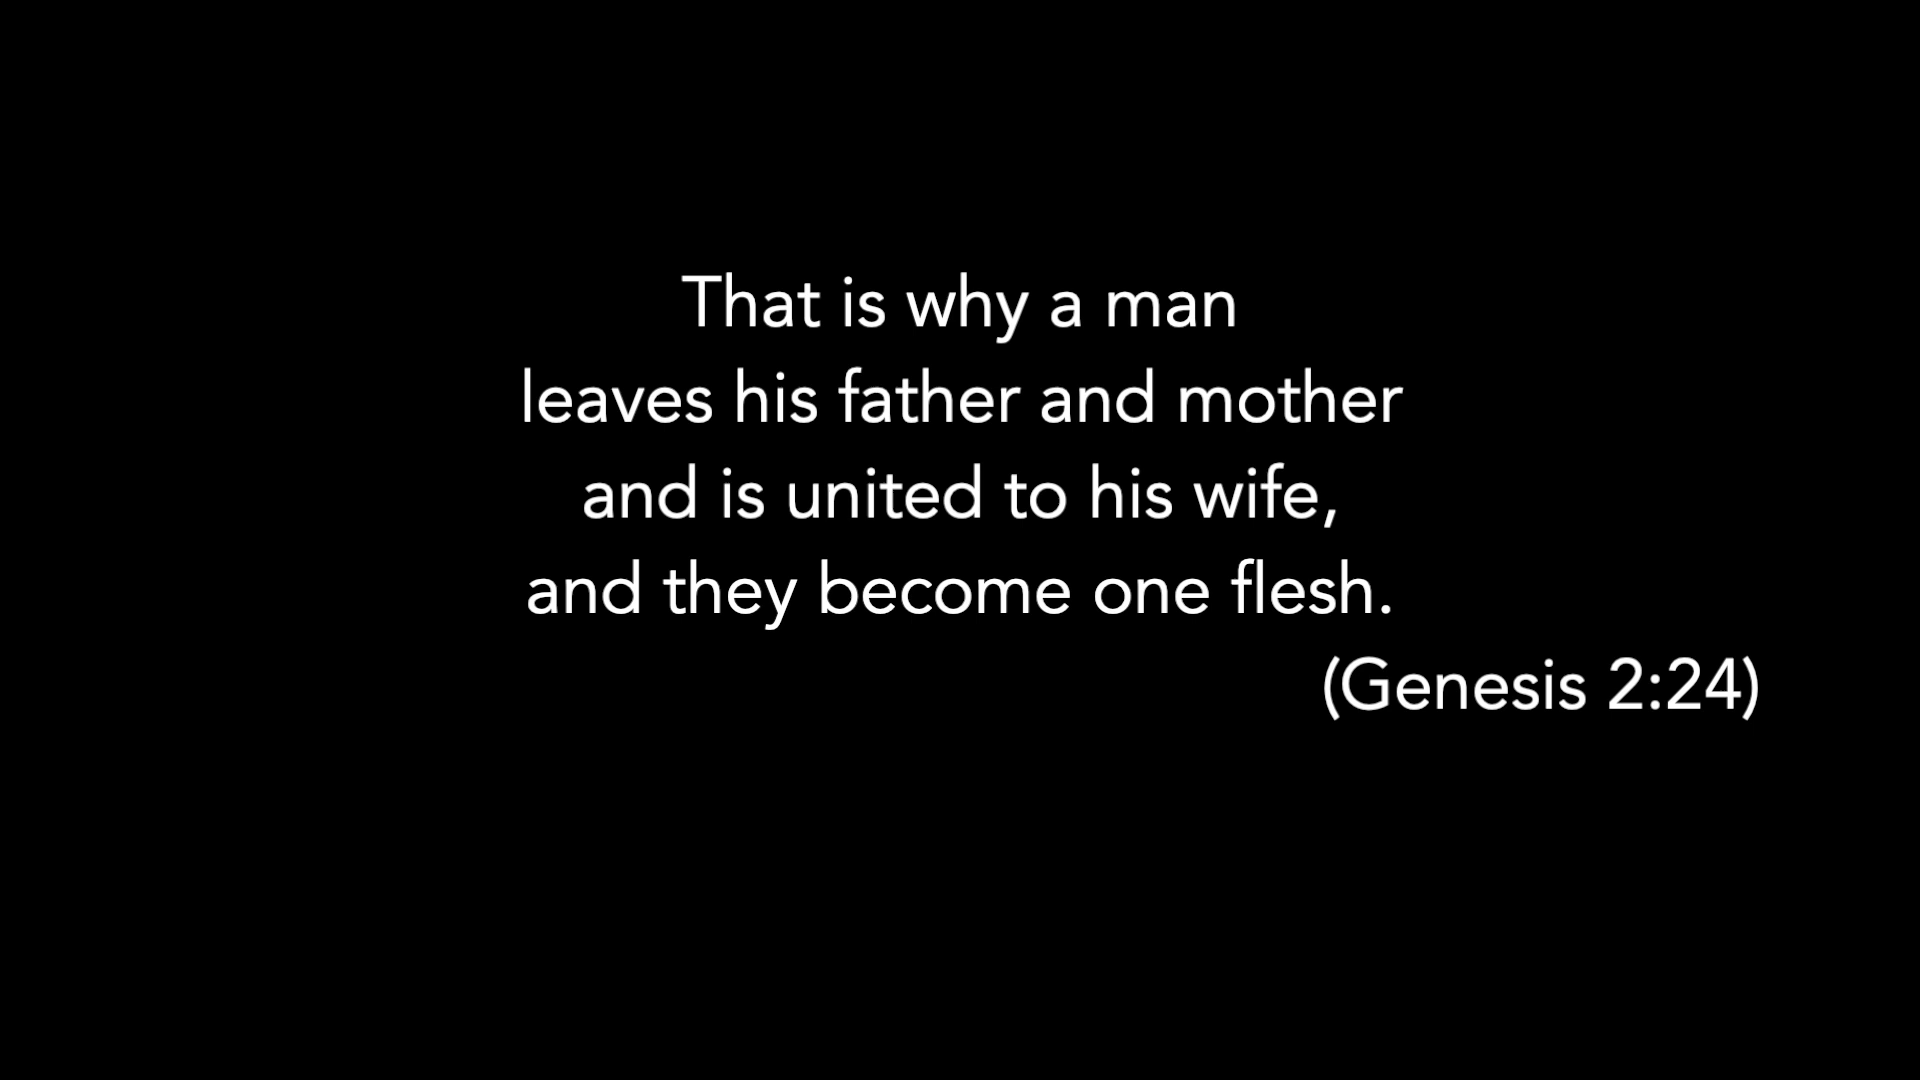 That is why a man
leaves his father and mother
and is united to his wife,
and they become one flesh.
(Genesis 2:24)